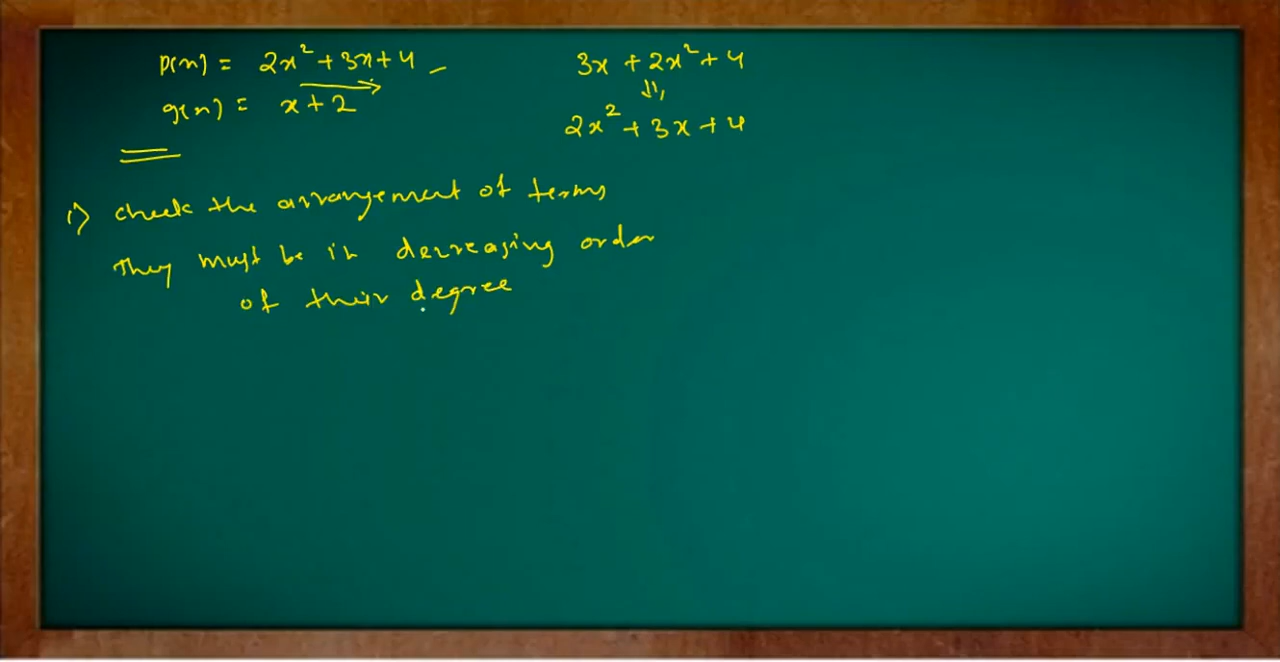 p(x) = 2x² + 3x + 4
g(x) = x + 2
3x + 2x² + 4
⇓
2x² + 3x + 4
1) check the arrangement of terms
They must be in decreasing order
of their degree